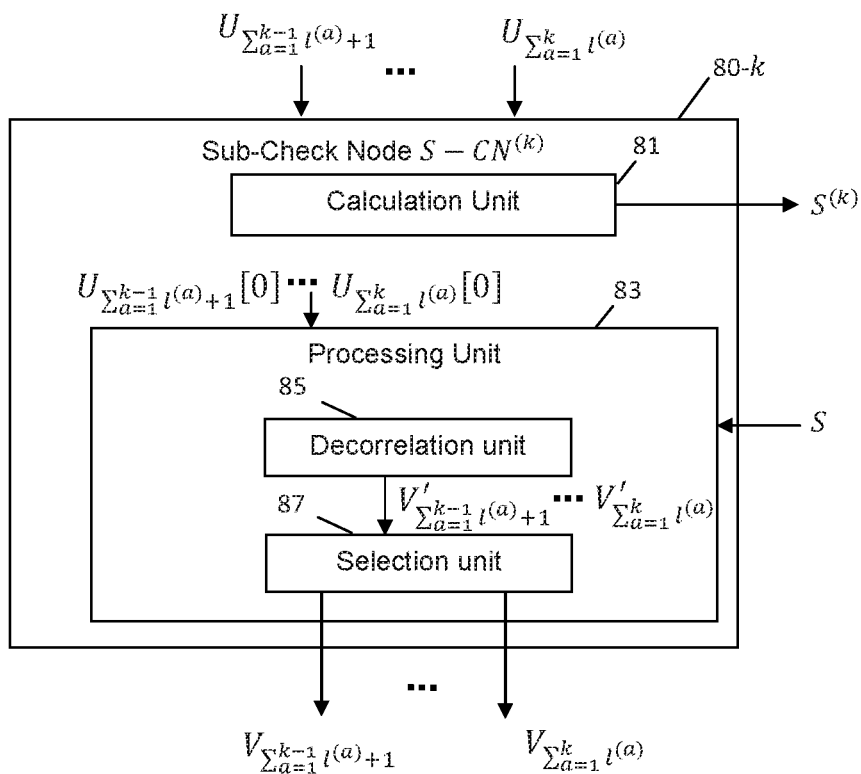 U_{\sum_{a=1}^{k-1} l^{(a)}+1} ... U_{\sum_{a=1}^{k} l^{(a)}}
80-k
Sub-Check Node S − CN^{(k)}
81
Calculation Unit
S^{(k)}
U_{\sum_{a=1}^{k-1} l^{(a)}+1}[0] ... U_{\sum_{a=1}^{k} l^{(a)}}[0]
83
Processing Unit
85
S
Decorrelation unit
V'_{\sum_{a=1}^{k-1} l^{(a)}+1} ... V'_{\sum_{a=1}^{k} l^{(a)}}
87
Selection unit
...
V_{\sum_{a=1}^{k-1} l^{(a)}+1} V_{\sum_{a=1}^{k} l^{(a)}}